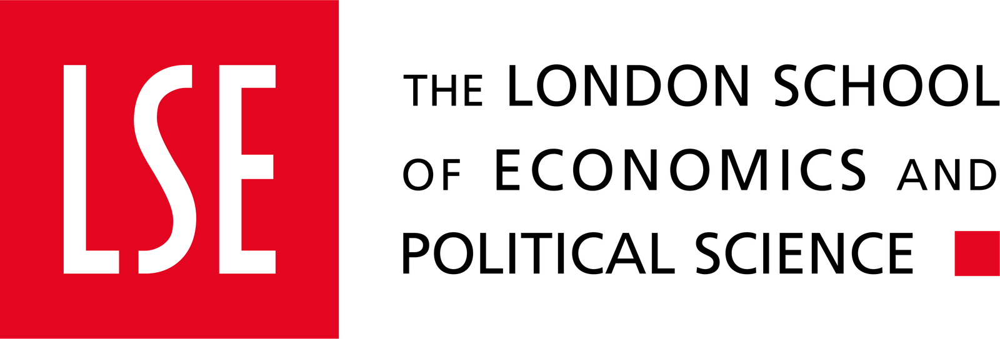 LSE
THE LONDON SCHOOL
OF ECONOMICS AND
POLITICAL SCIENCE